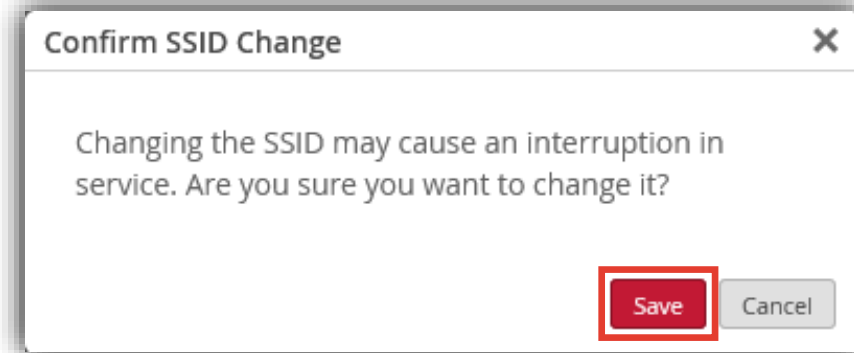 Confirm SSID Change
Changing the SSID may cause an interruption in
service. Are you sure you want to change it?
Save Cancel